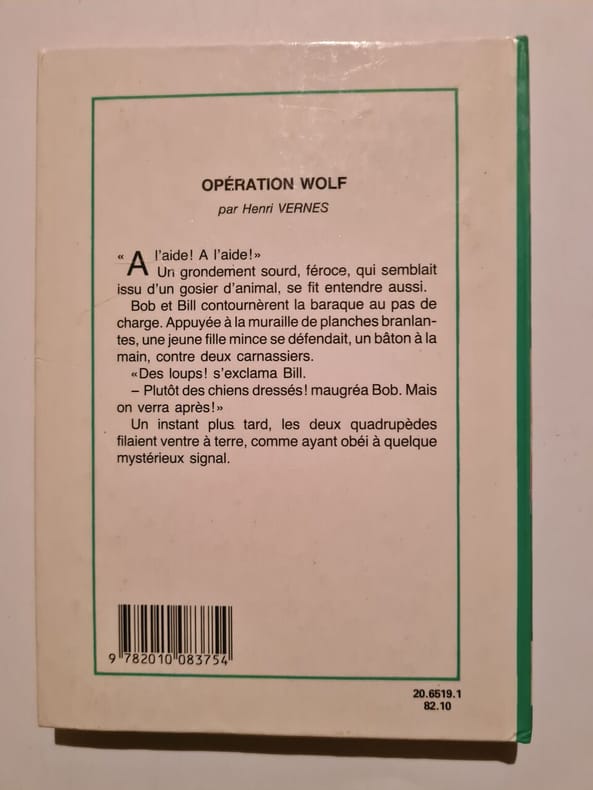 OPÉRATION WOLF
par Henri VERNES
« A l'aide! A l'aide!»
Un grondement sourd, féroce, qui semblait
issu d'un gosier d'animal, se fit entendre aussi.
Bob et Bill contournèrent la baraque au pas de
charge. Appuyée à la muraille de planches branlan-
tes, une jeune fille mince se défendait, un bâton à la
main, contre deux carnassiers.
«Des loups! s'exclama Bill.
– Plutôt des chiens dressés! maugréa Bob. Mais
on verra après!»
Un instant plus tard, les deux quadrupèdes
filaient ventre à terre, comme ayant obéi à quelque
mystérieux signal.
9 782010 083754
20.6519.1
82.10